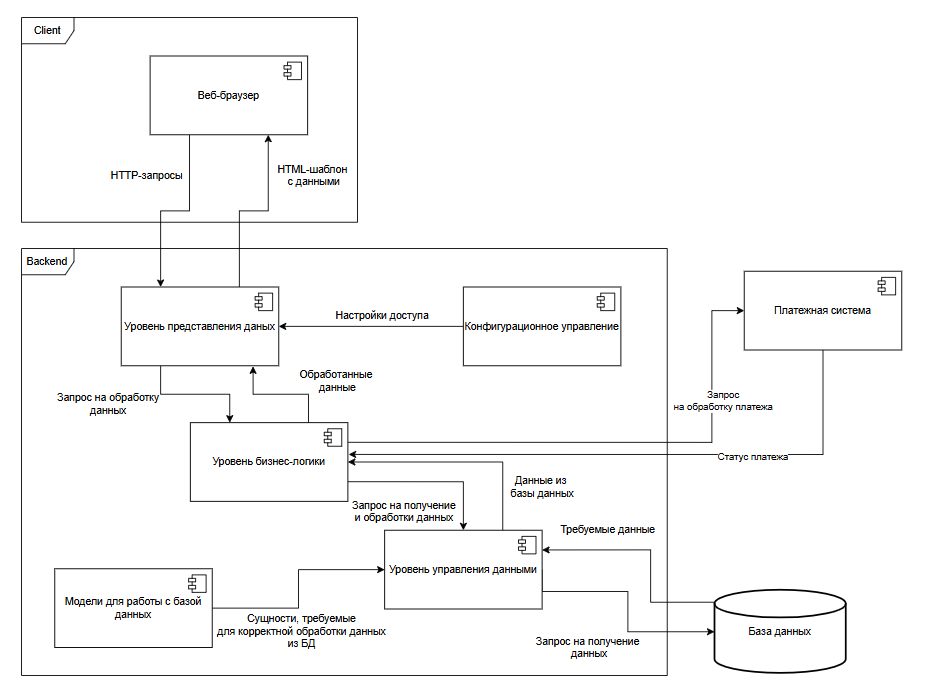 Client
Веб-браузер
HTTP-запросы
HTML-шаблон
с данными
Backend
Уровень представления даных
Настройки доступа
Конфигурационное управление
Платежная система
Запрос на обработку
данных
Обработанные
данные
Запрос
на обработку платежа
Уровень бизнес-логики
Статус платежа
Данные из
базы данных
Запрос на получение
и обработки данных
Требуемые данные
Уровень управления данными
Модели для работы с базой
данных
Сущности, требуемые
для корректной обработки данных
из БД
Запрос на получение
данных
База данных